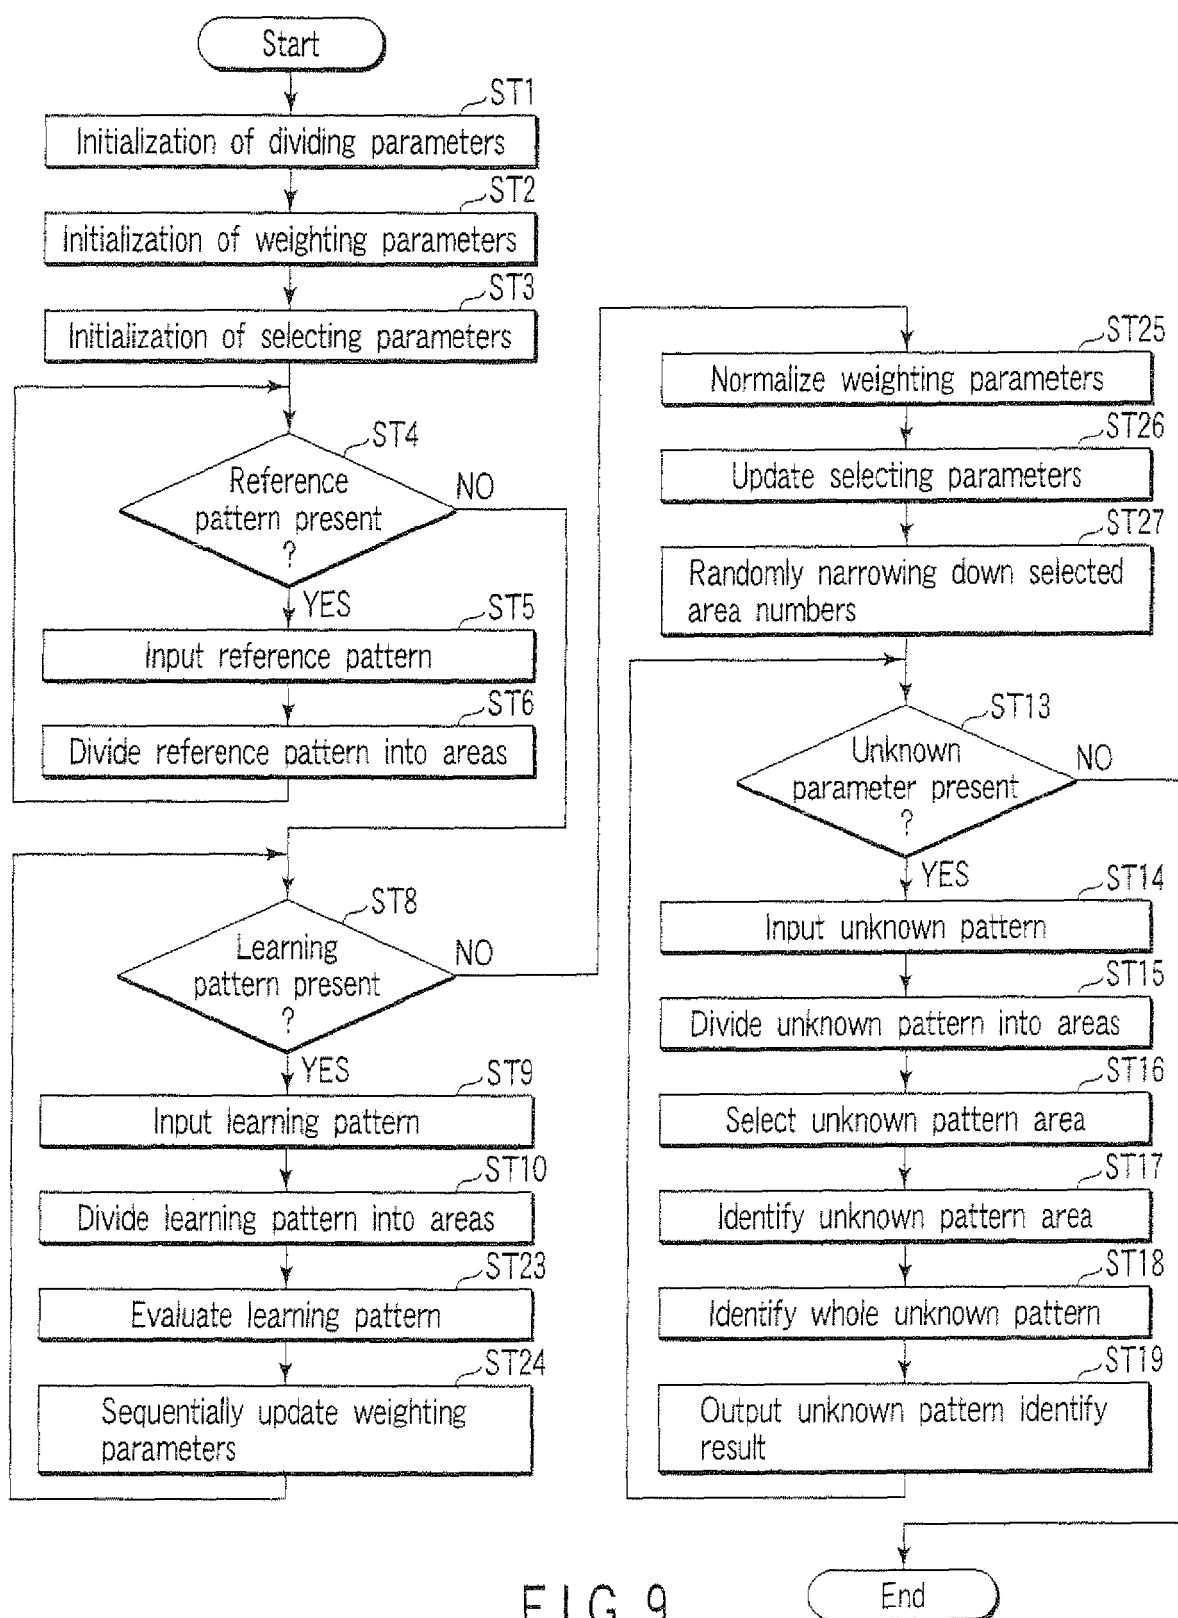 Start
ST1
Initialization of dividing parameters
ST2
Initialization of weighting parameters
ST3
Initialization of selecting parameters
ST4
Reference
pattern present
?
NO
YES
ST5
Input reference pattern
ST6
Divide reference pattern into areas
ST8
Learning
pattern present
?
NO
YES
ST9
Input learning pattern
ST10
Divide learning pattern into areas
ST23
Evaluate learning pattern
ST24
Sequentially update weighting
parameters
ST25
Normalize weighting parameters
ST26
Update selecting parameters
ST27
Randomly narrowing down selected
area numbers
ST13
Unknown
parameter present
?
NO
YES
ST14
Input unknown pattern
ST15
Divide unknown pattern into areas
ST16
Select unknown pattern area
ST17
Identify unknown pattern area
ST18
Identify whole unknown pattern
ST19
Output unknown pattern identify
result
End
FIG. 9